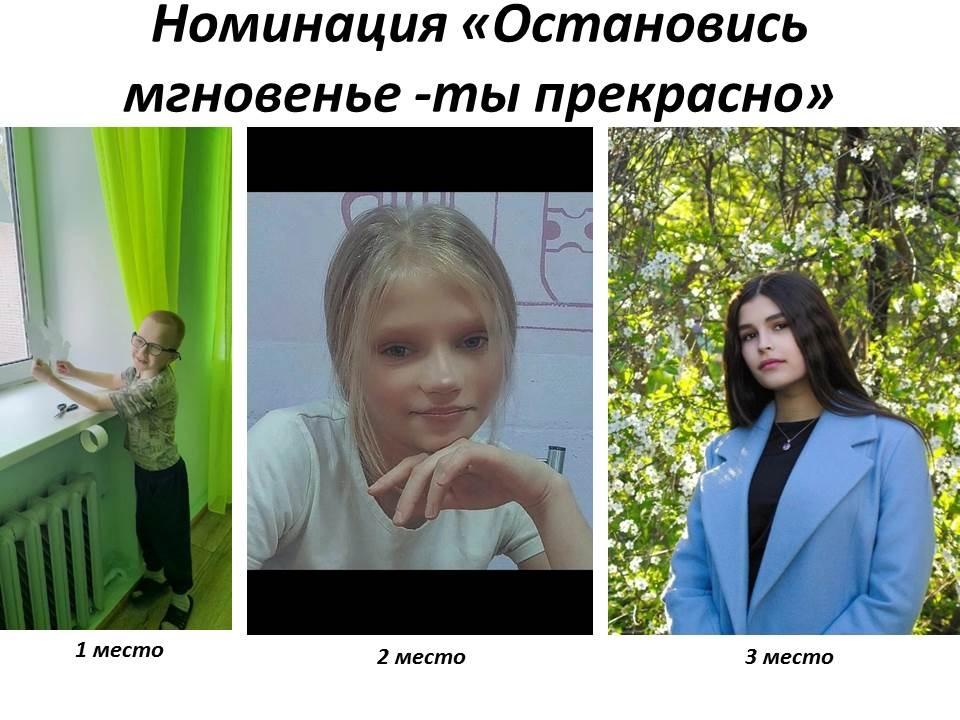 Номинация «Остановись
мгновенье -ты прекрасно»
1 место
2 место
3 место